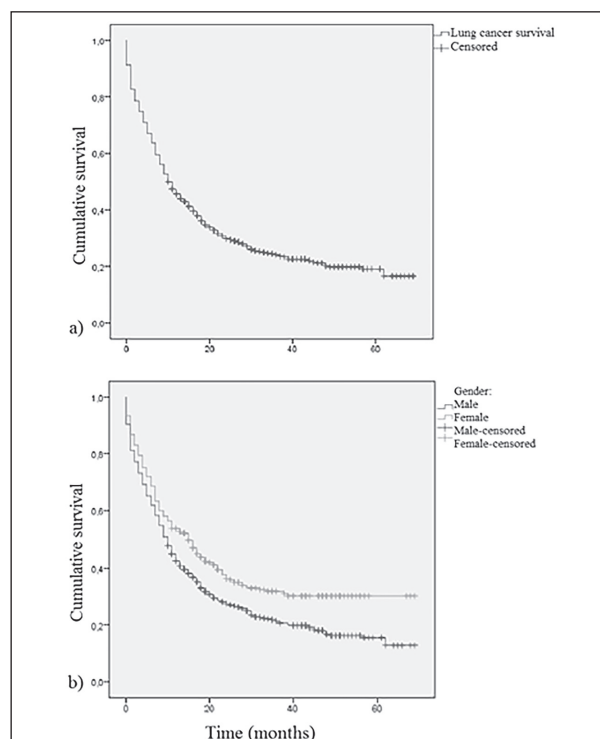 Lung cancer survival
Censored
1,0
0,8
0,6
0,4
0,2
0,0
Cumulative survival
a)
0 20 40 60
Gender:
Male
Female
Male-censored
Female-censored
1,0
0,8
0,6
0,4
0,2
0,0
Cumulative survival
b)
0 20 40 60
Time (months)